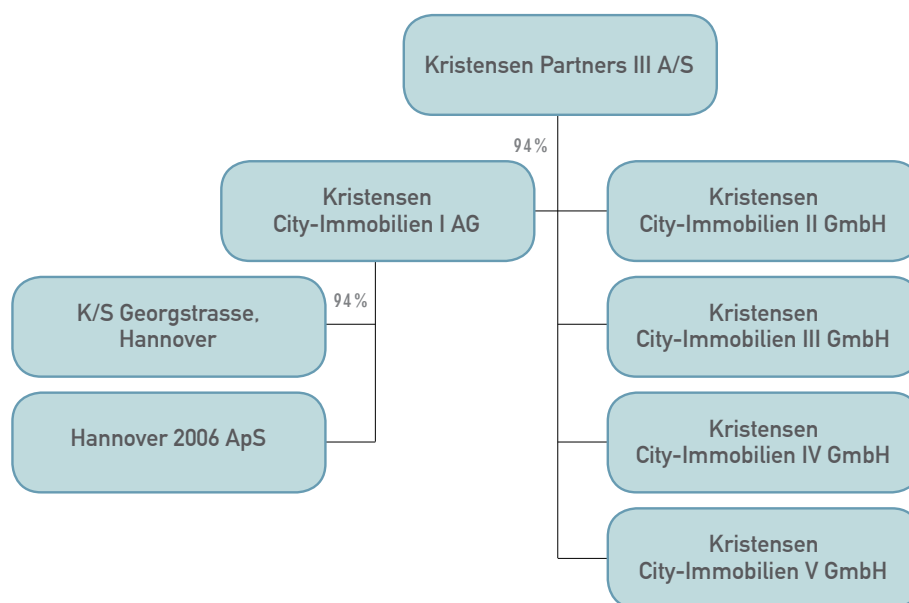 Kristensen Partners III A/S
94%
Kristensen
City-Immobilien I AG
Kristensen
City-Immobilien II GmbH
94%
K/S Georgstrasse,
Hannover
Kristensen
City-Immobilien III GmbH
Hannover 2006 ApS
Kristensen
City-Immobilien IV GmbH
Kristensen
City-Immobilien V GmbH